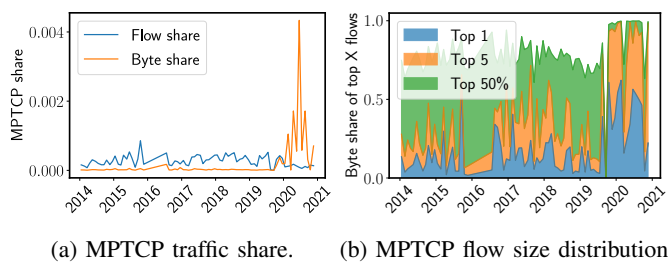 MPTCP share
0.004
0.002
0.000
Flow share
Byte share
2014
2015
2016
2017
2018
2019
2020
2021
(a) MPTCP traffic share.
Byte share of top X flows
1.0
0.5
0.0
Top 1
Top 5
Top 50%
2014
2015
2016
2017
2018
2019
2020
2021
(b) MPTCP flow size distribution